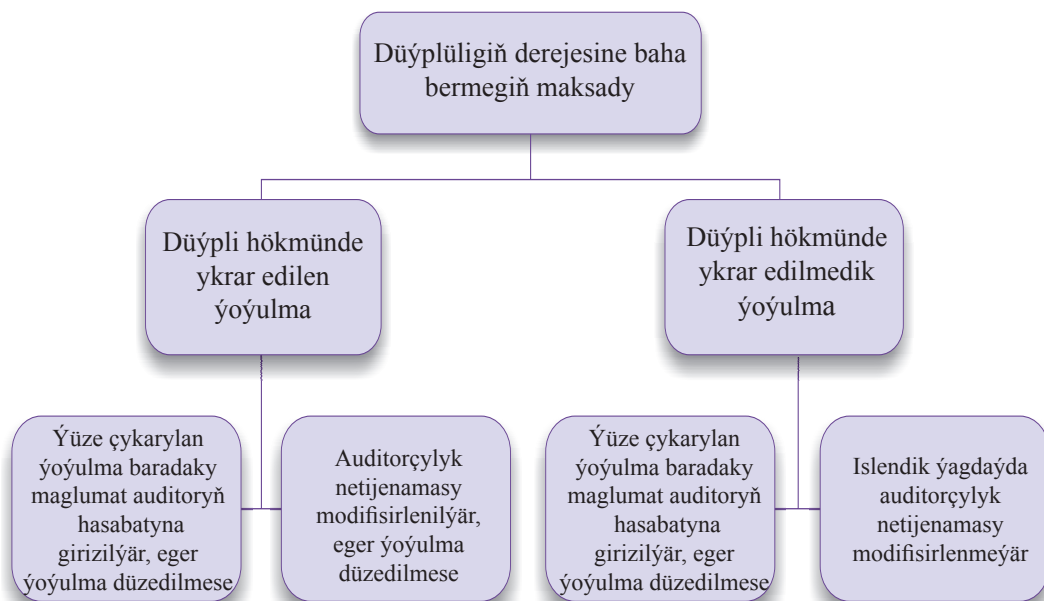 Düýplüligiň derejesine baha
bermegiň maksady
Düýpli hökmünde
ykrar edilen
ýoýulma
Düýpli hökmünde
ykrar edilmedik
ýoýulma
Ýüze çykarylan
ýoýulma baradaky
maglumat auditoryň
hasabatyna
girizilýär, eger
ýoýulma düzedilmese
Auditorçylyk
netijenamasy
modifisirlenilýär,
eger ýoýulma
düzedilmese
Ýüze çykarylan
ýoýulma baradaky
maglumat auditoryň
hasabatyna
girizilýär, eger
ýoýulma düzedilmese
Islendik ýagdaýda
auditorçylyk
netijenamasy
modifisirlenmeýär